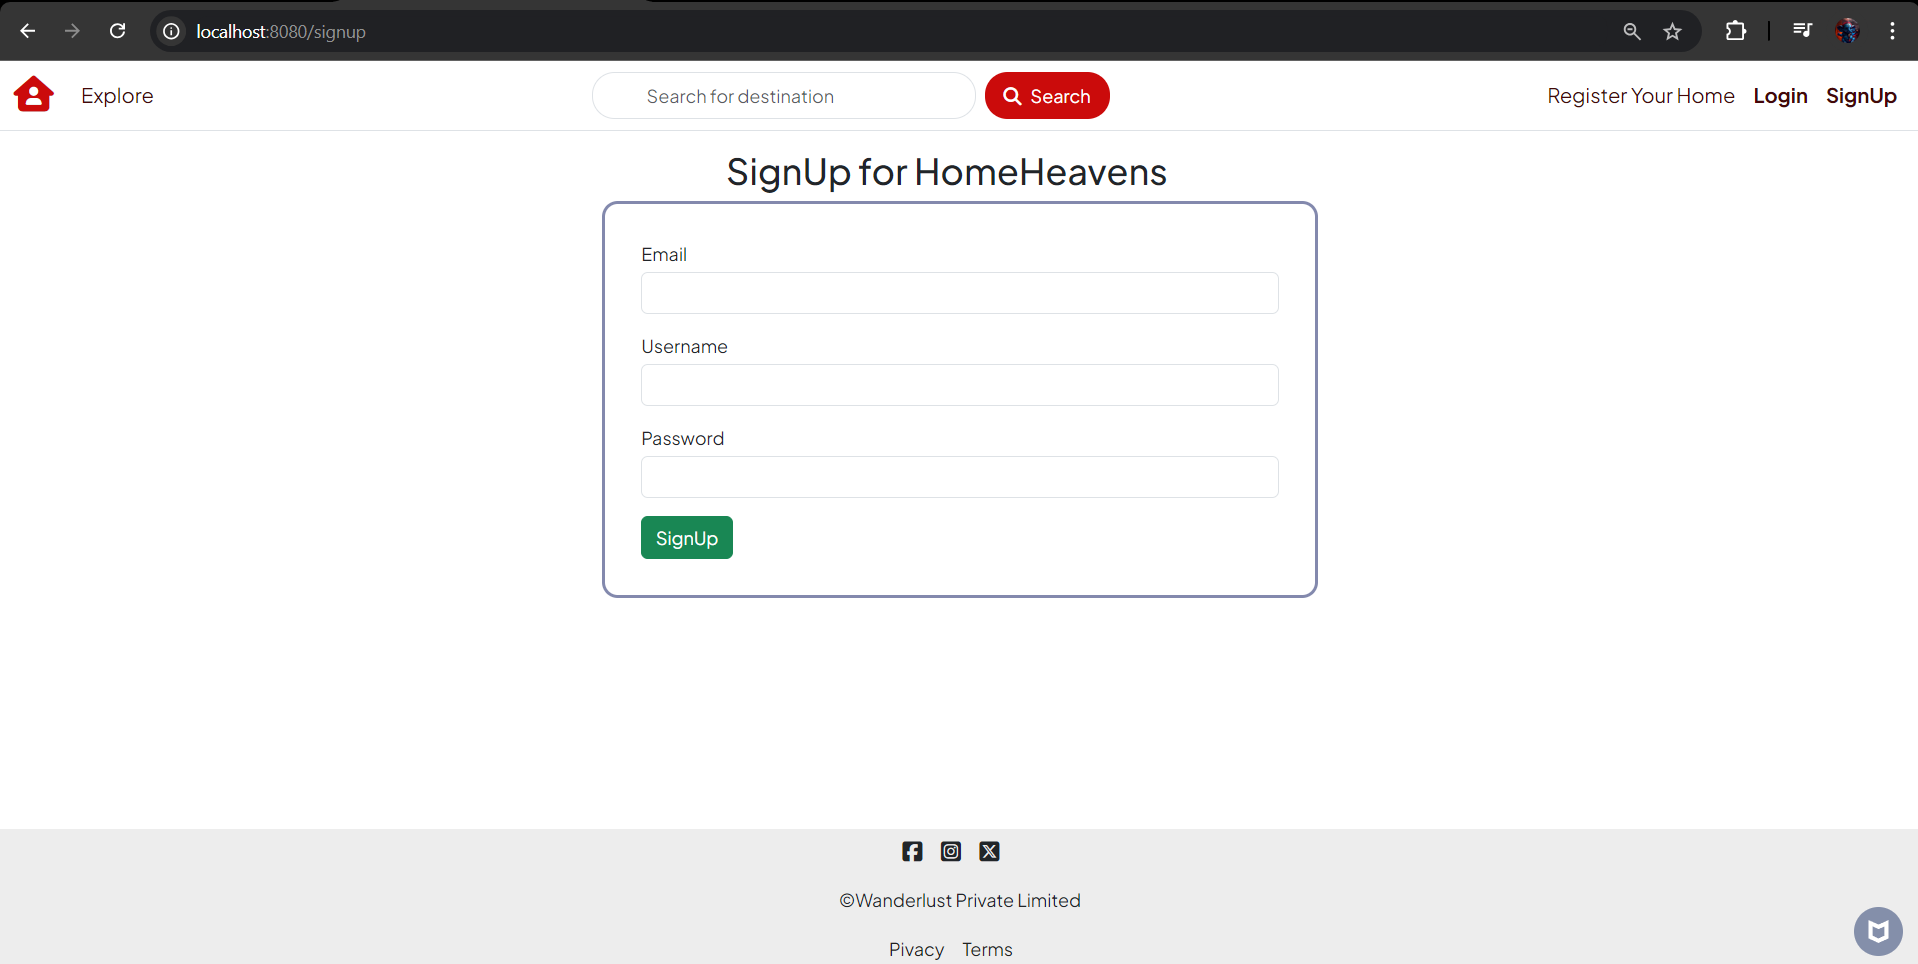 localhost:8080/signup
Explore
Search for destination
Search
Register Your Home
Login
SignUp
SignUp for HomeHeavens
Email
Username
Password
SignUp
©Wanderlust Private Limited
Pivacy Terms